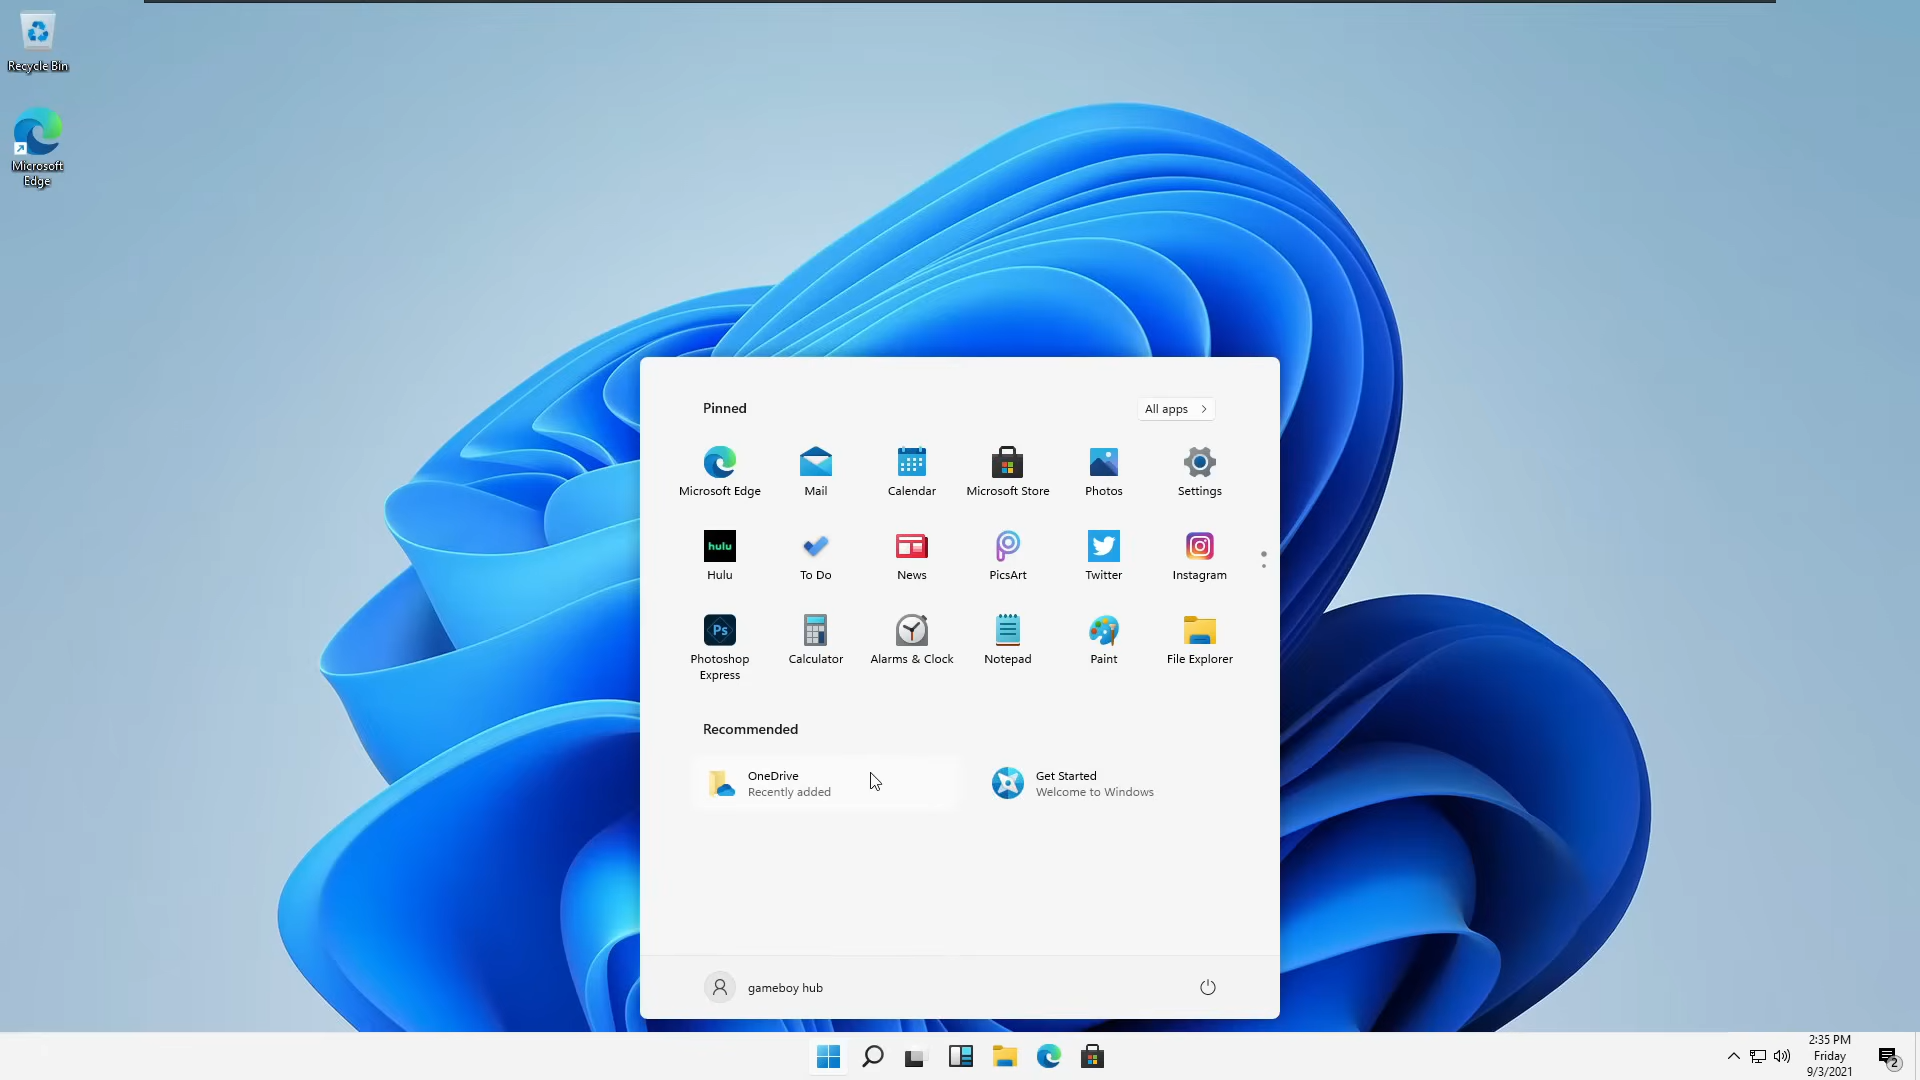 Recycle Bin
Microsoft
Edge
Pinned
All apps
Microsoft Edge
Mail
Calendar
Microsoft Store
Photos
Settings
hulu
Hulu
To Do
News
PicsArt
Twitter
Instagram
Ps
Photoshop
Express
Calculator
Alarms & Clock
Notepad
Paint
File Explorer
Recommended
OneDrive
Recently added
Get Started
Welcome to Windows
gameboy hub
2:35 PM
Friday
9/3/2021
2